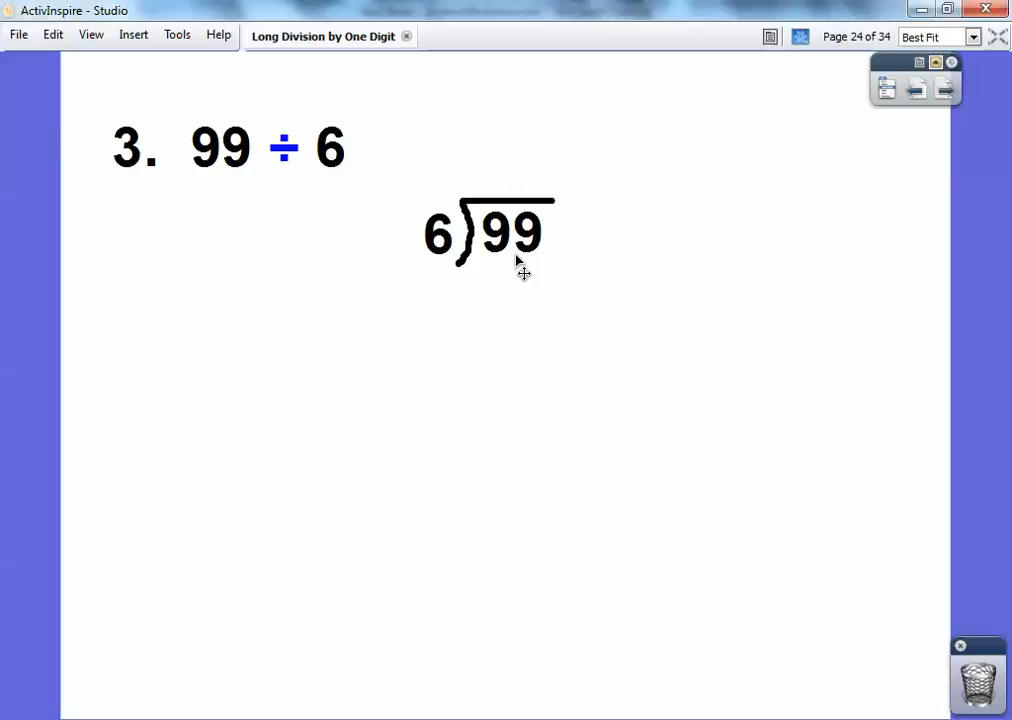 ActivInspire - Studio
File Edit View Insert Tools Help
Long Division by One Digit
Page 24 of 34
Best Fit
3. 99 ÷ 6
6)99